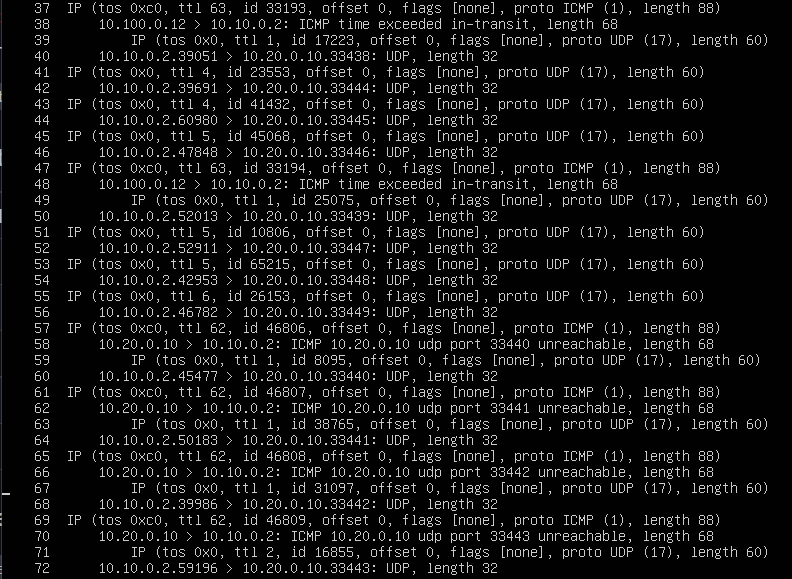 37 IP (tos 0xc0, ttl 63, id 33193, offset 0, flags [none], proto ICMP (1), length 88)
38 10.100.0.12 > 10.10.0.2: ICMP time exceeded in-transit, length 68
39 IP (tos 0x0, ttl 1, id 17223, offset 0, flags [none], proto UDP (17), length 60)
40 10.10.0.2.39051 > 10.20.0.10.33438: UDP, length 32
41 IP (tos 0x0, ttl 4, id 23553, offset 0, flags [none], proto UDP (17), length 60)
42 10.10.0.2.39691 > 10.20.0.10.33444: UDP, length 32
43 IP (tos 0x0, ttl 4, id 41432, offset 0, flags [none], proto UDP (17), length 60)
44 10.10.0.2.60980 > 10.20.0.10.33445: UDP, length 32
45 IP (tos 0x0, ttl 5, id 45068, offset 0, flags [none], proto UDP (17), length 60)
46 10.10.0.2.47848 > 10.20.0.10.33446: UDP, length 32
47 IP (tos 0xc0, ttl 63, id 33194, offset 0, flags [none], proto ICMP (1), length 88)
48 10.100.0.12 > 10.10.0.2: ICMP time exceeded in-transit, length 68
49 IP (tos 0x0, ttl 1, id 25075, offset 0, flags [none], proto UDP (17), length 60)
50 10.10.0.2.52013 > 10.20.0.10.33439: UDP, length 32
51 IP (tos 0x0, ttl 5, id 10806, offset 0, flags [none], proto UDP (17), length 60)
52 10.10.0.2.52911 > 10.20.0.10.33447: UDP, length 32
53 IP (tos 0x0, ttl 5, id 65215, offset 0, flags [none], proto UDP (17), length 60)
54 10.10.0.2.42953 > 10.20.0.10.33448: UDP, length 32
55 IP (tos 0x0, ttl 6, id 26153, offset 0, flags [none], proto UDP (17), length 60)
56 10.10.0.2.46782 > 10.20.0.10.33449: UDP, length 32
57 IP (tos 0xc0, ttl 62, id 46806, offset 0, flags [none], proto ICMP (1), length 88)
58 10.20.0.10 > 10.10.0.2: ICMP 10.20.0.10 udp port 33440 unreachable, length 68
59 IP (tos 0x0, ttl 1, id 8095, offset 0, flags [none], proto UDP (17), length 60)
60 10.10.0.2.45477 > 10.20.0.10.33440: UDP, length 32
61 IP (tos 0xc0, ttl 62, id 46807, offset 0, flags [none], proto ICMP (1), length 88)
62 10.20.0.10 > 10.10.0.2: ICMP 10.20.0.10 udp port 33441 unreachable, length 68
63 IP (tos 0x0, ttl 1, id 38765, offset 0, flags [none], proto UDP (17), length 60)
64 10.10.0.2.50183 > 10.20.0.10.33441: UDP, length 32
65 IP (tos 0xc0, ttl 62, id 46808, offset 0, flags [none], proto ICMP (1), length 88)
66 10.20.0.10 > 10.10.0.2: ICMP 10.20.0.10 udp port 33442 unreachable, length 68
67 IP (tos 0x0, ttl 1, id 31097, offset 0, flags [none], proto UDP (17), length 60)
68 10.10.0.2.39986 > 10.20.0.10.33442: UDP, length 32
69 IP (tos 0xc0, ttl 62, id 46809, offset 0, flags [none], proto ICMP (1), length 88)
70 10.20.0.10 > 10.10.0.2: ICMP 10.20.0.10 udp port 33443 unreachable, length 68
71 IP (tos 0x0, ttl 2, id 16855, offset 0, flags [none], proto UDP (17), length 60)
72 10.10.0.2.59196 > 10.20.0.10.33443: UDP, length 32